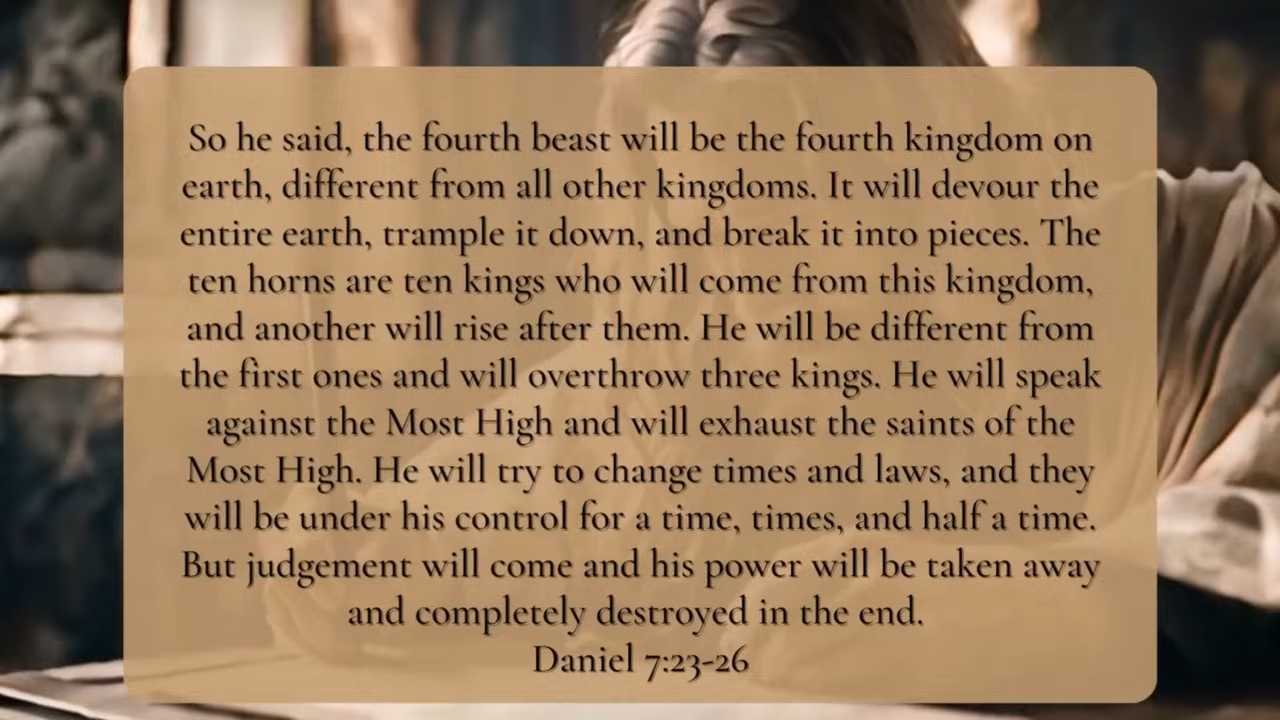 So he said, the fourth beast will be the fourth kingdom on
earth, different from all other kingdoms. It will devour the
entire earth, trample it down, and break it into pieces. The
ten horns are ten kings who will come from this kingdom,
and another will rise after them. He will be different from
the first ones and will overthrow three kings. He will speak
against the Most High and will exhaust the saints of the
Most High. He will try to change times and laws, and they
will be under his control for a time, times, and half a time.
But judgement will come and his power will be taken away
and completely destroyed in the end.
Daniel 7:23-26